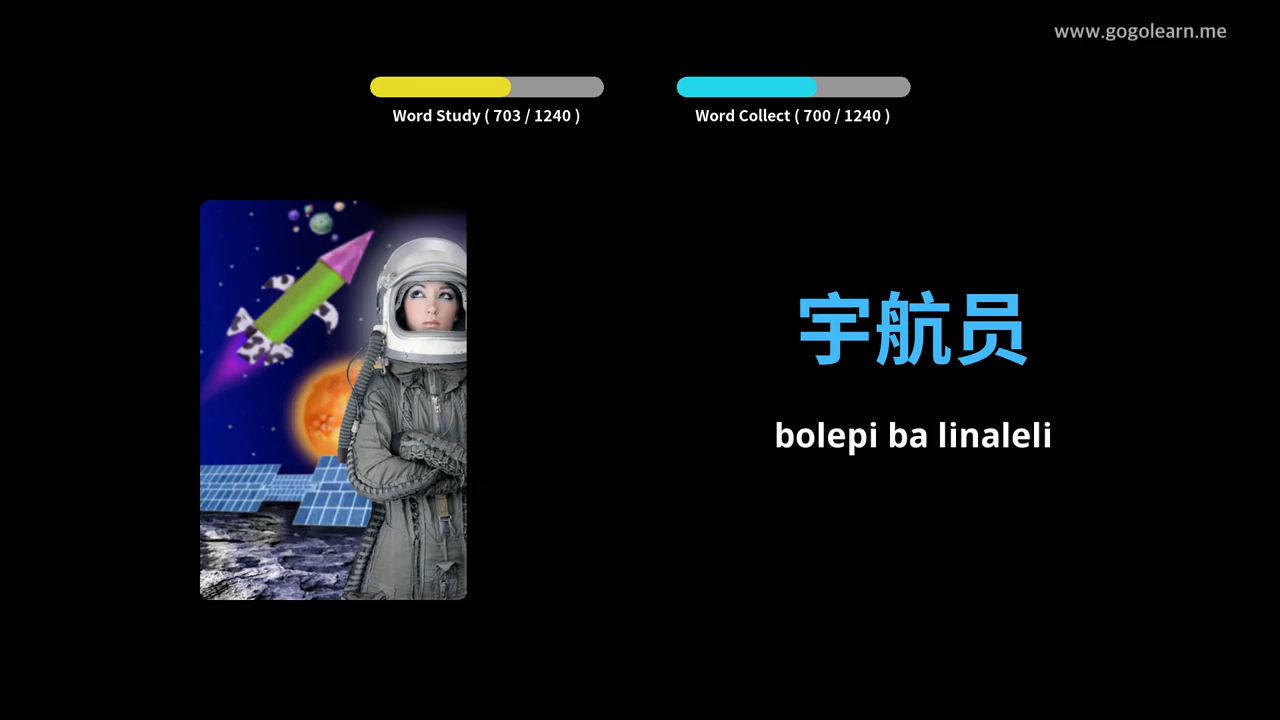 www.gogolearn.me
Word Study ( 703 / 1240 )
Word Collect ( 700 / 1240 )
宇航员
bolepi ba linaleli